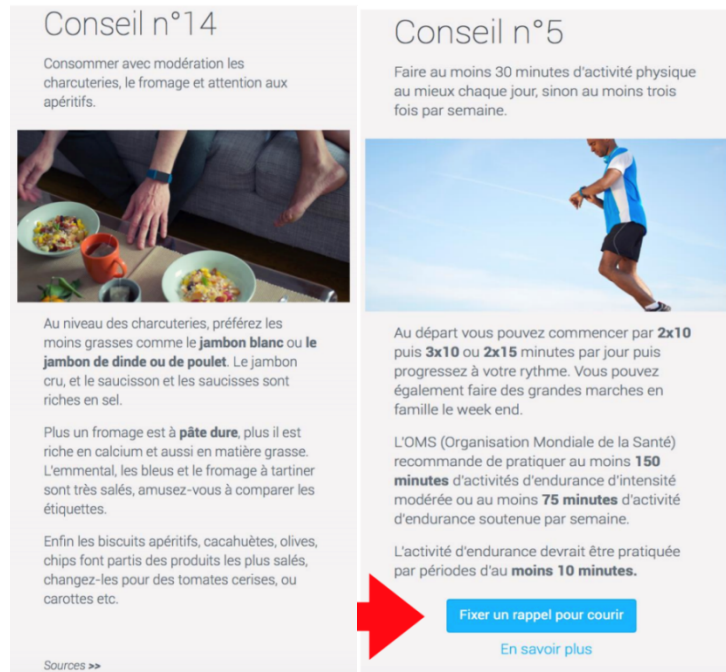 Conseil n°14
Consommer avec modération les
charcuteries, le fromage et attention aux
apéritifs.
Au niveau des charcuteries, préférez les
moins grasses comme le jambon blanc ou le
jambon de dinde ou de poulet. Le jambon
cru, et le saucisson et les saucisses sont
riches en sel.
Plus un fromage est à pâte dure, plus il est
riche en calcium et aussi en matière grasse.
L'emmental, les bleus et le fromage à tartiner
sont très salés, amusez-vous à comparer les
étiquettes.
Enfin les biscuits apéritifs, cacahuètes, olives,
chips font partis des produits les plus salés,
changez-les pour des tomates cerises, ou
carottes etc.
Sources >>
Conseil n°5
Faire au moins 30 minutes d'activité physique
au mieux chaque jour, sinon au moins trois
fois par semaine.
Au départ vous pouvez commencer par 2x10
puis 3x10 ou 2x15 minutes par jour puis
progressez à votre rythme. Vous pouvez
également faire des grandes marches en
famille le week end.
L'OMS (Organisation Mondiale de la Santé)
recommande de pratiquer au moins 150
minutes d'activités d'endurance d'intensité
modérée ou au moins 75 minutes d'activité
d'endurance soutenue par semaine.
L'activité d'endurance devrait être pratiquée
par périodes d'au moins 10 minutes.
Fixer un rappel pour courir
En savoir plus